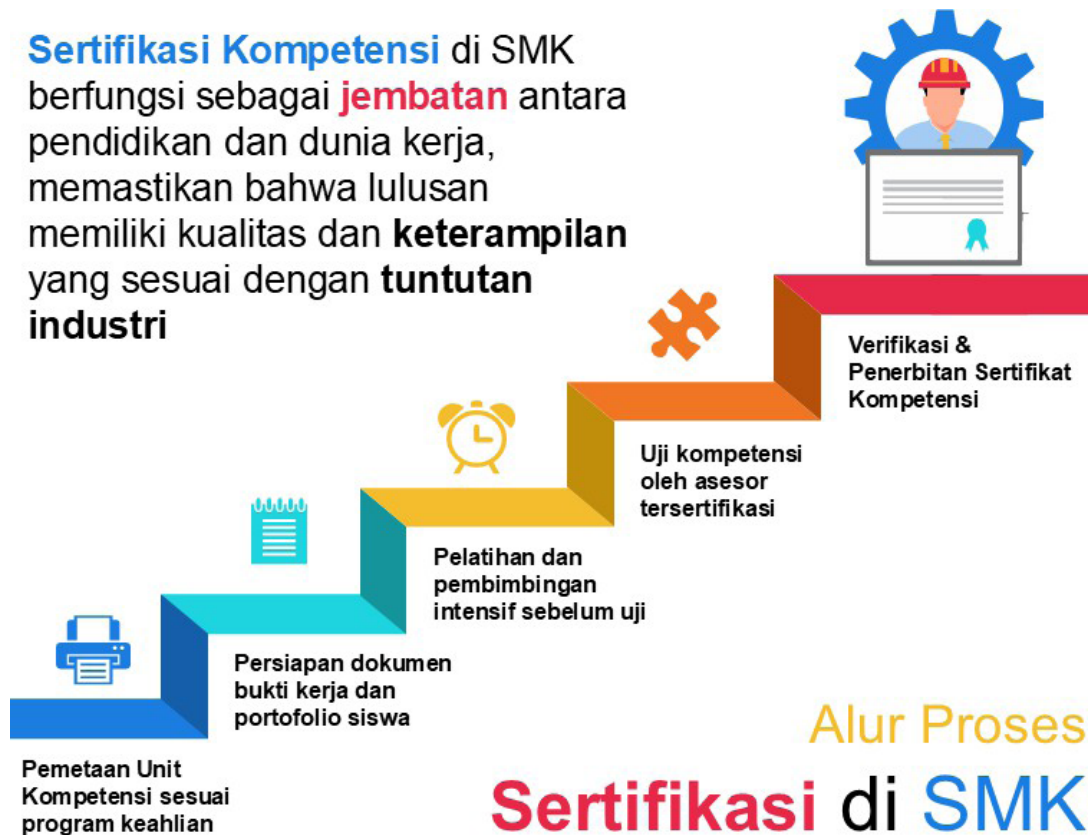 Sertifikasi Kompetensi di SMK
berfungsi sebagai jembatan antara
pendidikan dan dunia kerja,
memastikan bahwa lulusan
memiliki kualitas dan keterampilan
yang sesuai dengan tuntutan
industri
Pemetaan Unit
Kompetensi sesuai
program keahlian
Persiapan dokumen
bukti kerja dan
portofolio siswa
Pelatihan dan
pembimbingan
intensif sebelum uji
Uji kompetensi
oleh asesor
tersertifikasi
Verifikasi &
Penerbitan Sertifikat
Kompetensi
Alur Proses
Sertifikasi di SMK